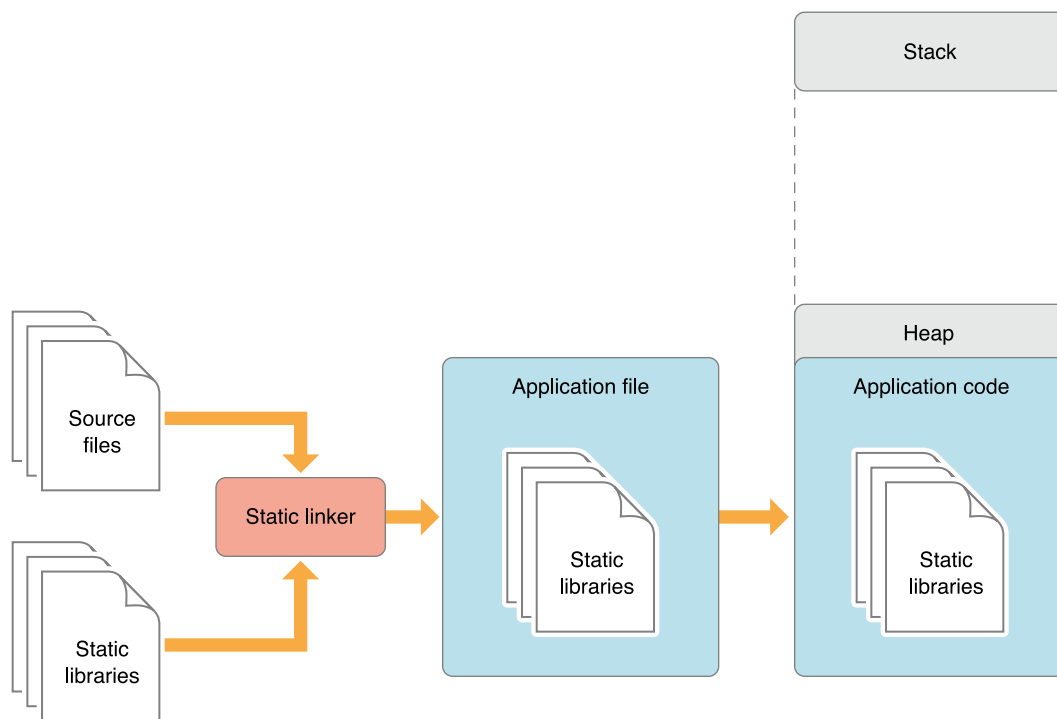 Stack
Heap
Source
files
Static linker
Static
libraries
Application file
Static
libraries
Application code
Static
libraries